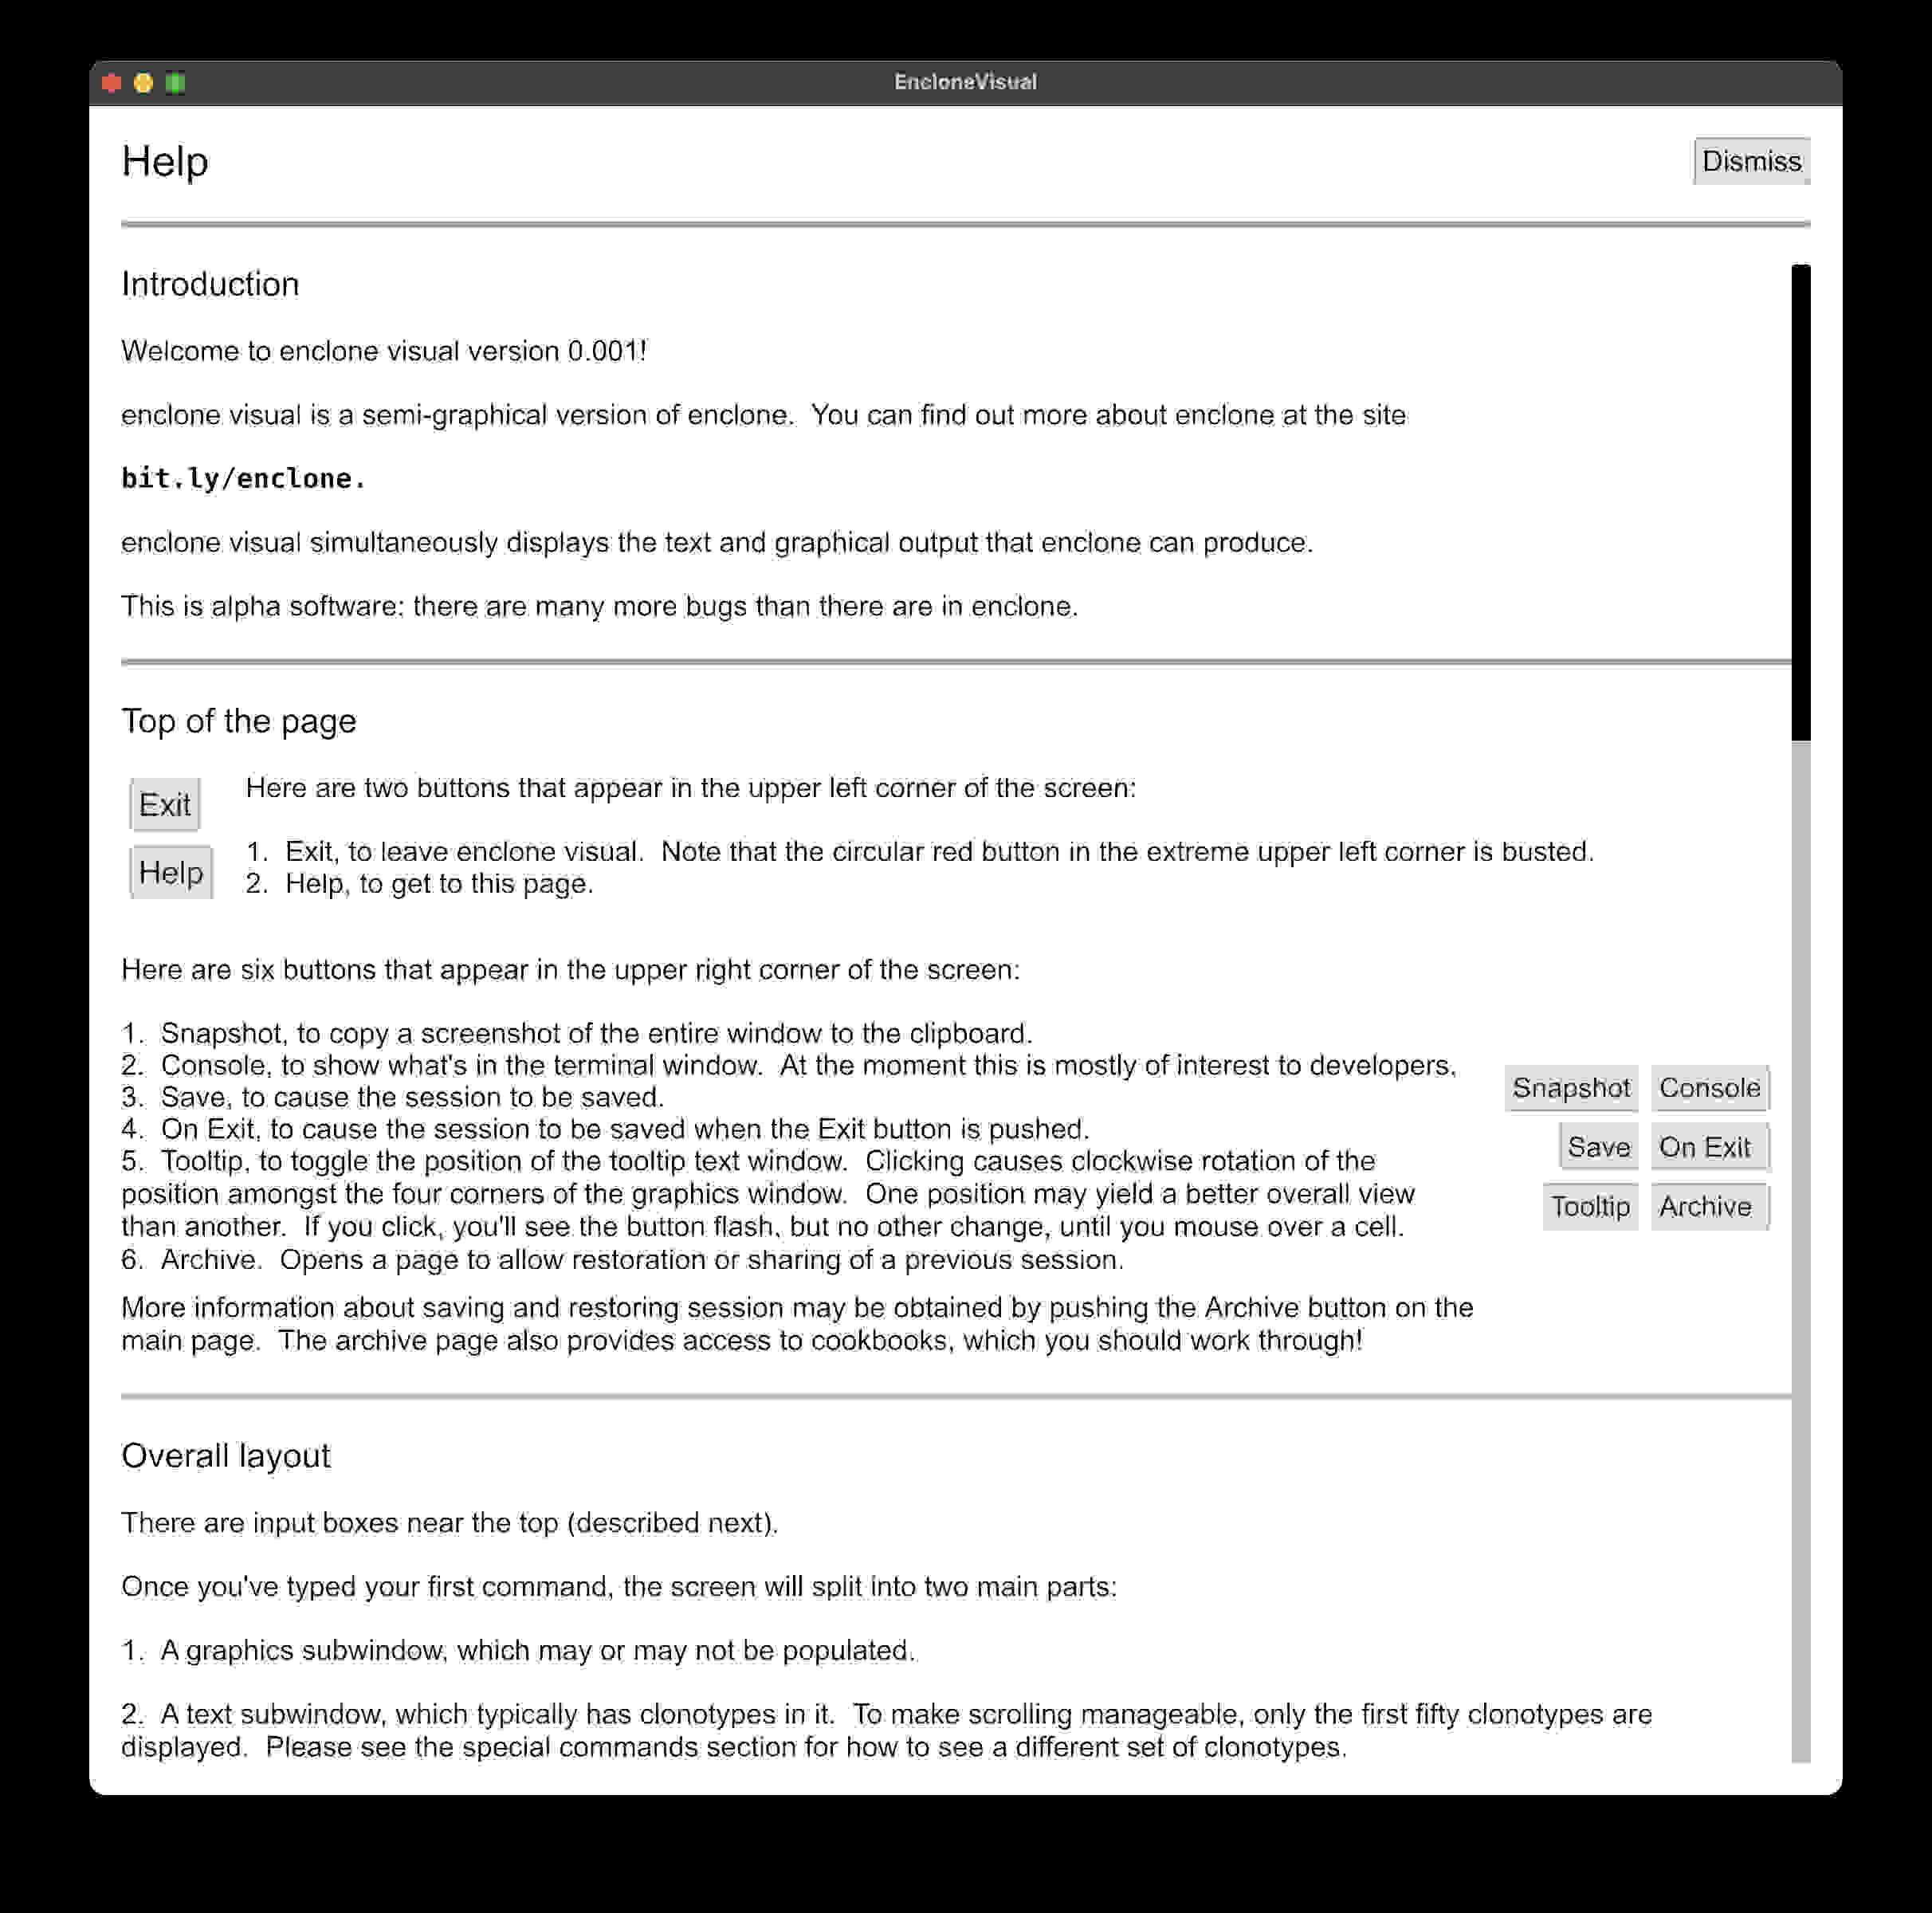 EncloneVisual
Help
Dismiss
Introduction
Welcome to enclone visual version 0.001!
enclone visual is a semi-graphical version of enclone.  You can find out more about enclone at the site
bit.ly/enclone.
enclone visual simultaneously displays the text and graphical output that enclone can produce.
This is alpha software: there are many more bugs than there are in enclone.
Top of the page
Exit
Help
Here are two buttons that appear in the upper left corner of the screen:
1.  Exit, to leave enclone visual.  Note that the circular red button in the extreme upper left corner is busted.
2.  Help, to get to this page.
Here are six buttons that appear in the upper right corner of the screen:
1.  Snapshot, to copy a screenshot of the entire window to the clipboard.
2.  Console, to show what's in the terminal window.  At the moment this is mostly of interest to developers.
3.  Save, to cause the session to be saved.
4.  On Exit, to cause the session to be saved when the Exit button is pushed.
5.  Tooltip, to toggle the position of the tooltip text window.  Clicking causes clockwise rotation of the
position amongst the four corners of the graphics window.  One position may yield a better overall view
than another.  If you click, you'll see the button flash, but no other change, until you mouse over a cell.
6.  Archive.  Opens a page to allow restoration or sharing of a previous session.
Snapshot Console
Save On Exit
Tooltip Archive
More information about saving and restoring session may be obtained by pushing the Archive button on the
main page.  The archive page also provides access to cookbooks, which you should work through!
Overall layout
There are input boxes near the top (described next).
Once you've typed your first command, the screen will split into two main parts:
1.  A graphics subwindow, which may or may not be populated.
2.  A text subwindow, which typically has clonotypes in it.  To make scrolling manageable, only the first fifty clonotypes are
displayed.  Please see the special commands section for how to see a different set of clonotypes.